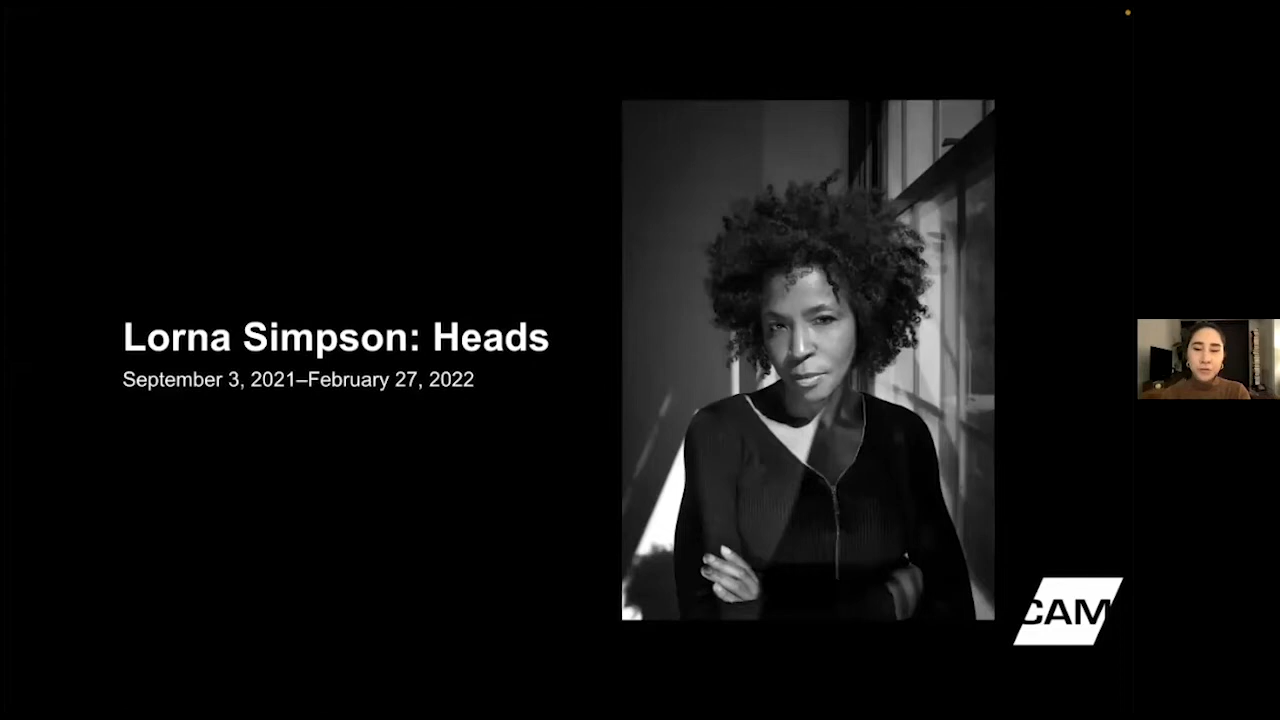 Lorna Simpson: Heads
September 3, 2021–February 27, 2022
CAM